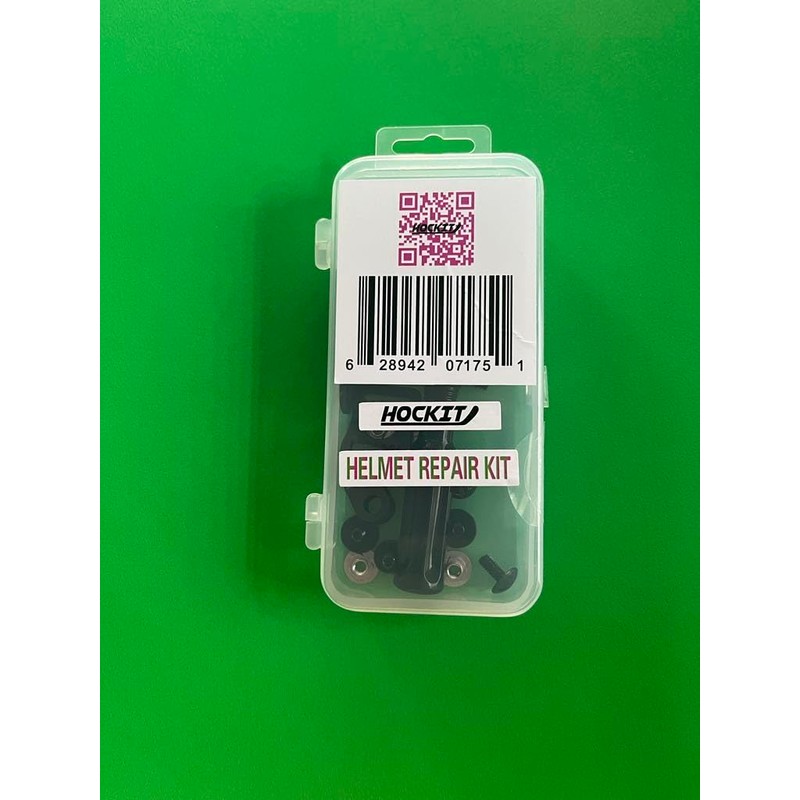 HOCKIT
6 28942 07175 1
HOCKIT
HELMET REPAIR KIT